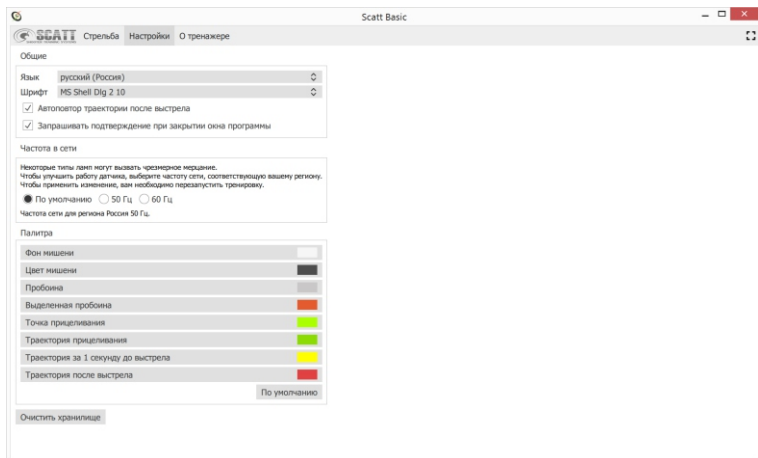 Scatt Basic
SCATT Стрельба Настройки О тренажере
Общие
Язык русский (Россия)
Шрифт MS Shell Dlg 2 10
Автоповтор траектории после выстрела
Запрашивать подтверждение при закрытии окна программы
Частота в сети
Некоторые типы ламп могут вызвать чрезмерное мерцание.
Чтобы улучшить работу датчика, выберите частоту сети, соответствующую вашему региону.
Чтобы применить изменение, вам необходимо перезапустить тренировку.
По умолчанию 50 Гц 60 Гц
Частота сети для региона Россия 50 Гц.
Палитра
Фон мишени
Цвет мишени
Пробоина
Выделенная пробоина
Точка прицеливания
Траектория прицеливания
Траектория за 1 секунду до выстрела
Траектория после выстрела
По умолчанию
Очистить хранилище